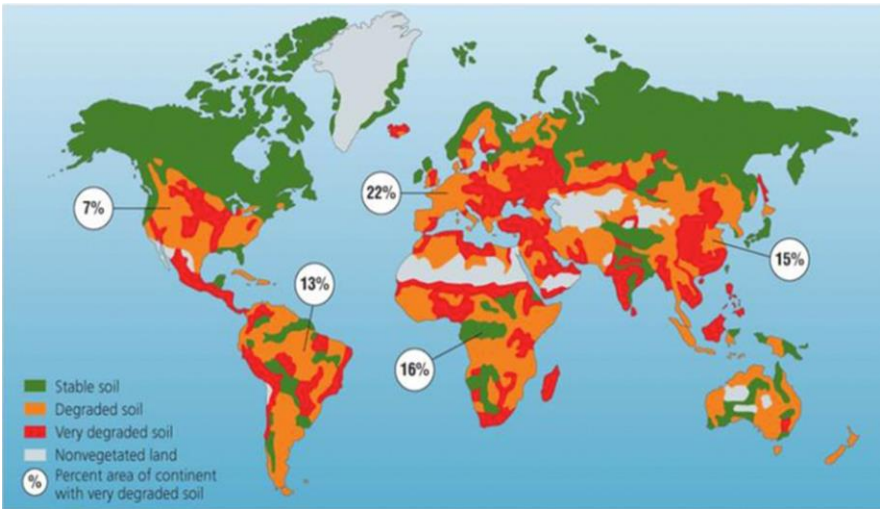 7%
22%
13%
15%
16%
Stable soil
Degraded soil
Very degraded soil
Nonvegetated land
% Percent area of continent
with very degraded soil